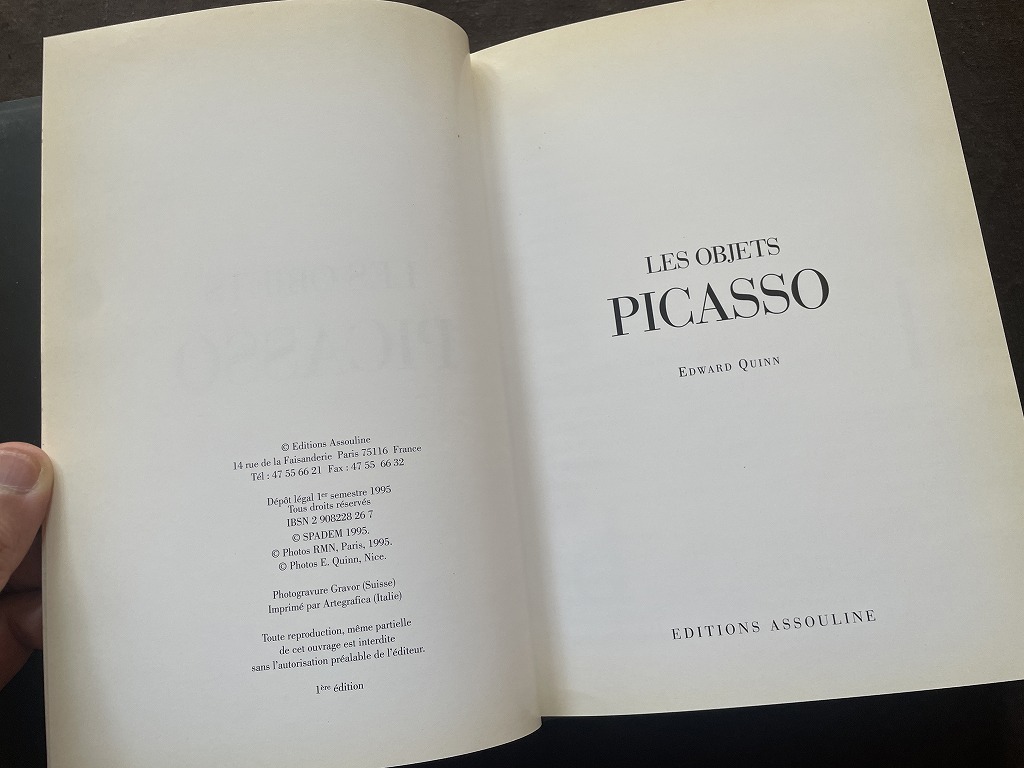 © Editions Assouline
14 rue de la Faisanderie Paris 75116 France
Tél : 47 55 66 21 Fax : 47 55 66 32
Dépôt légal 1er semestre 1995
Tous droits réservés
IBSN 2 908228 26 7
© SPADEM 1995.
© Photos RMN, Paris, 1995.
© Photos E. Quinn, Nice.
Photogravure Gravor (Suisse)
Imprimé par Artegrafica (Italie)
Toute reproduction, même partielle
de cet ouvrage est interdite
sans l'autorisation préalable de l'éditeur.
1ère édition
LES OBJETS
PICASSO
EDWARD QUINN
EDITIONS ASSOULINE